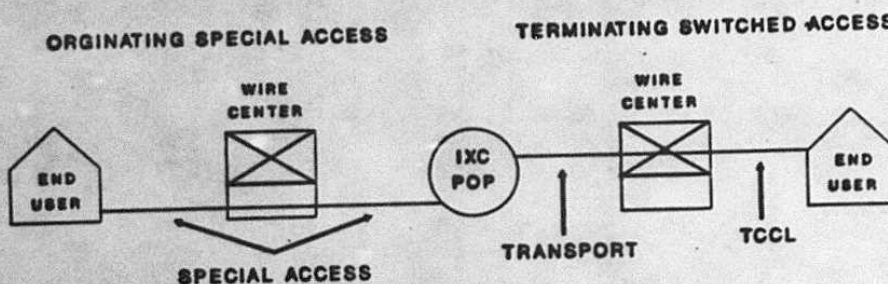 ORGINATING SPECIAL ACCESS
TERMINATING SWITCHED ACCESS
WIRE
CENTER
WIRE
CENTER
END
USER
IXC
POP
END
USER
TRANSPORT
TCCL
SPECIAL ACCESS